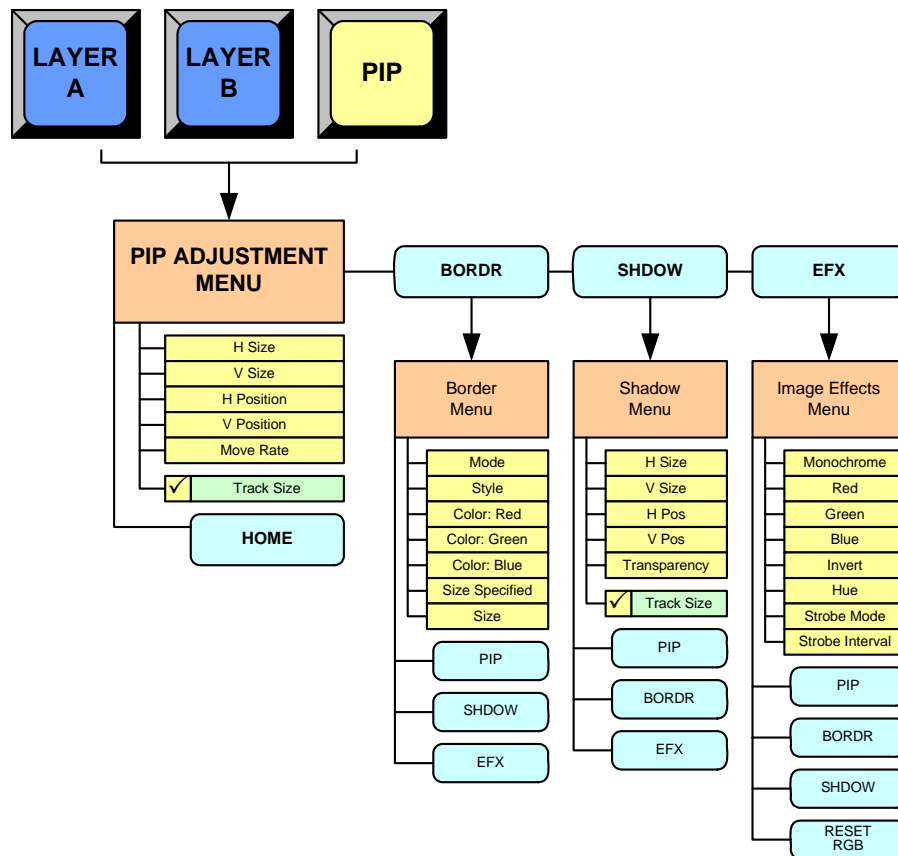 LAYER
A
LAYER
B
PIP
PIP ADJUSTMENT
MENU
BORDR
SHDOW
EFX
H Size
V Size
H Position
V Position
Move Rate
✓ Track Size
HOME
Border
Menu
Mode
Style
Color: Red
Color: Green
Color: Blue
Size Specified
Size
PIP
SHDOW
EFX
Shadow
Menu
H Size
V Size
H Pos
V Pos
Transparency
✓ Track Size
PIP
BORDR
EFX
Image Effects
Menu
Monochrome
Red
Green
Blue
Invert
Hue
Strobe Mode
Strobe Interval
PIP
BORDR
SHDOW
RESET
RGB